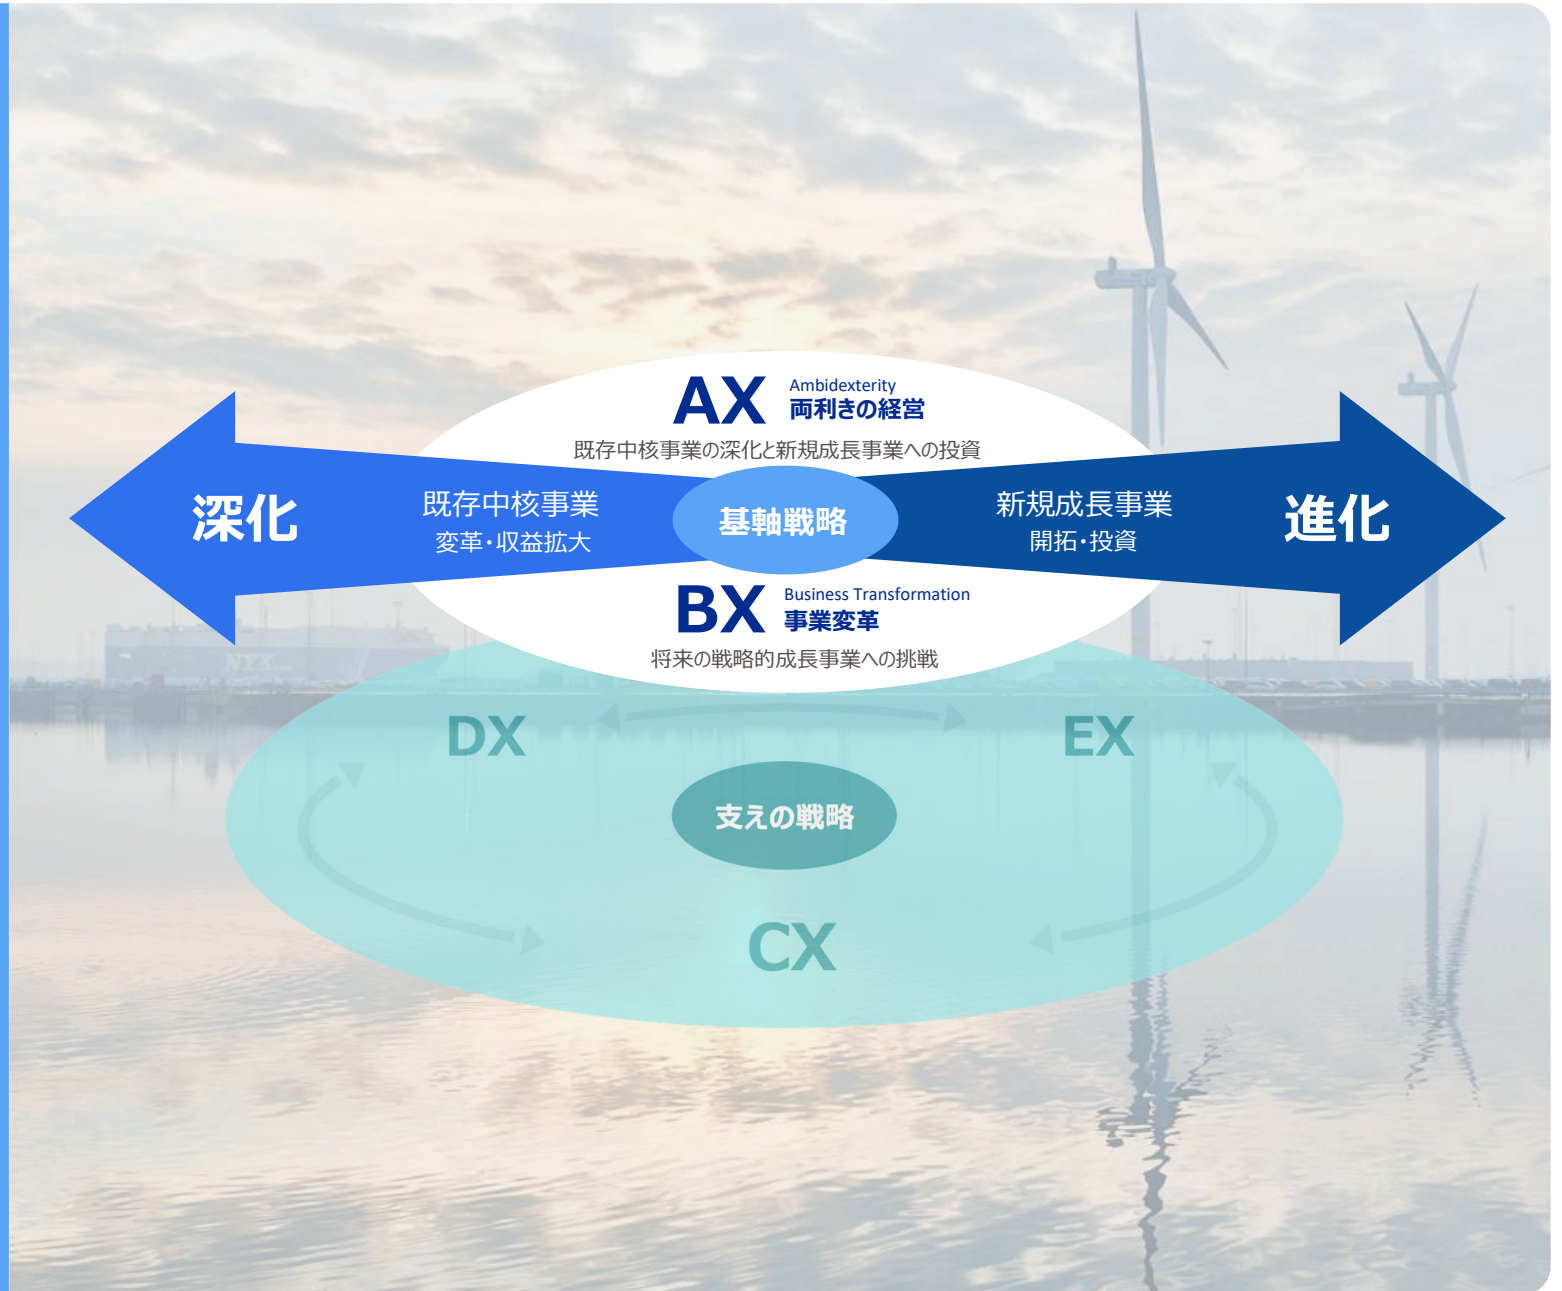 AX
Ambidexterity
両利きの経営
既存中核事業の深化と新規成長事業への投資
深化
既存中核事業
変革・収益拡大
基軸戦略
新規成長事業
開拓・投資
進化
BX
Business Transformation
事業変革
将来の戦略的成長事業への挑戦
DX
EX
支えの戦略
CX